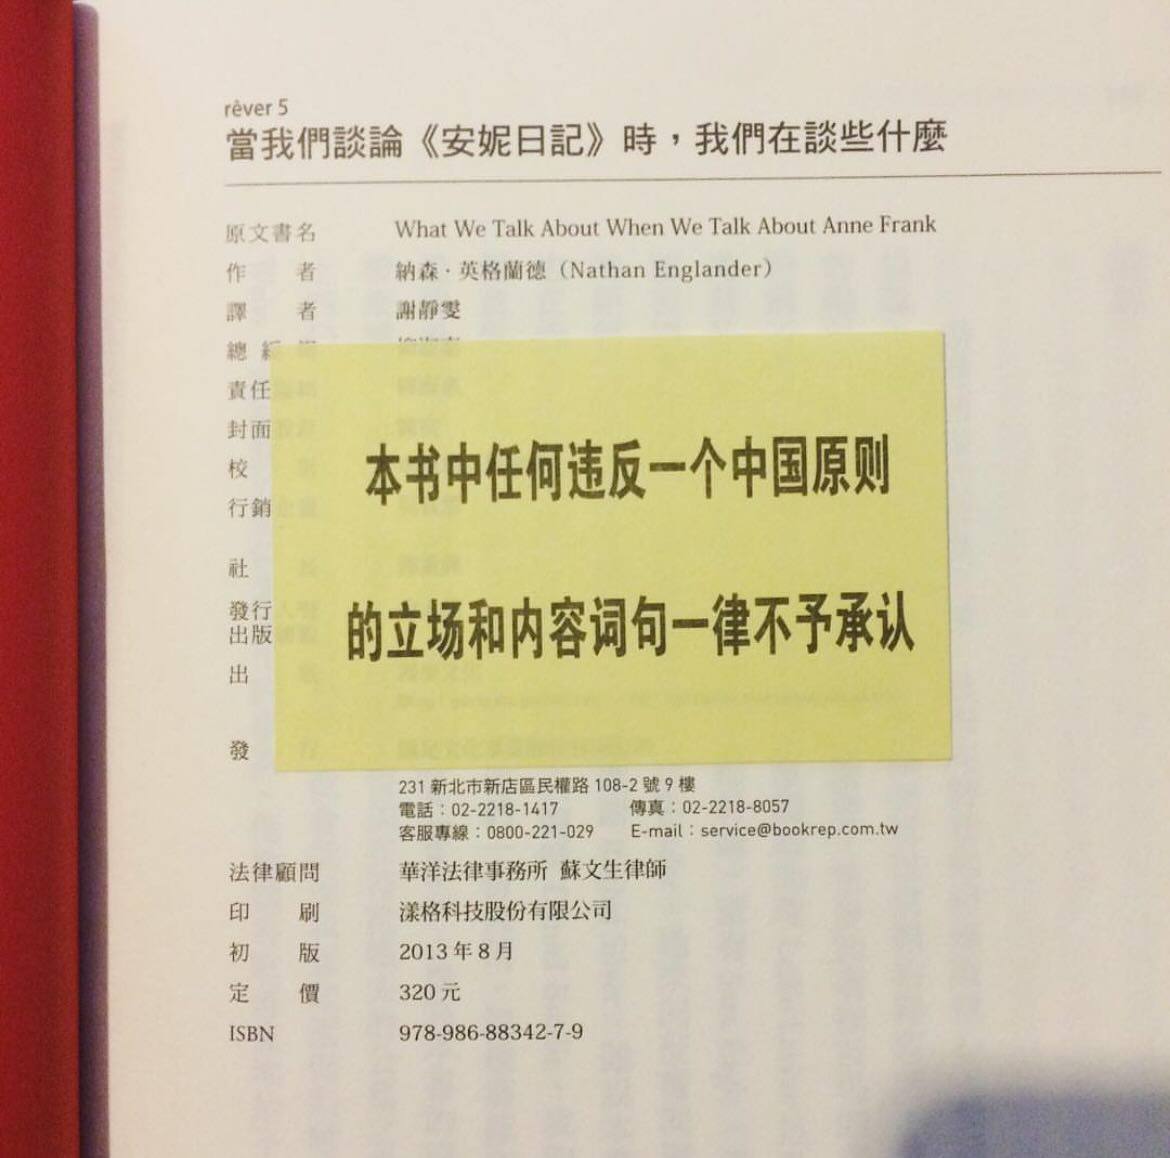 rêver 5
當我們談論《安妮日記》時，我們在談些什麼
原文書名 What We Talk About When We Talk About Anne Frank
作者 納森·英格蘭德（Nathan Englander）
譯者 謝靜雯
總編
責任
封面
校
行銷
本书中任何违反一个中国原则
的立场和内容词句一律不予承认
社
發行
出版
出
發行
231 新北市新店區民權路 108-2 號 9 樓
電話：02-2218-1417 傳真：02-2218-8057
客服專線：0800-221-029 E-mail：service@bookrep.com.tw
法律顧問 華洋法律事務所 蘇文生律師
印刷 漾格科技股份有限公司
初版 2013 年 8 月
定價 320 元
ISBN 978-986-88342-7-9